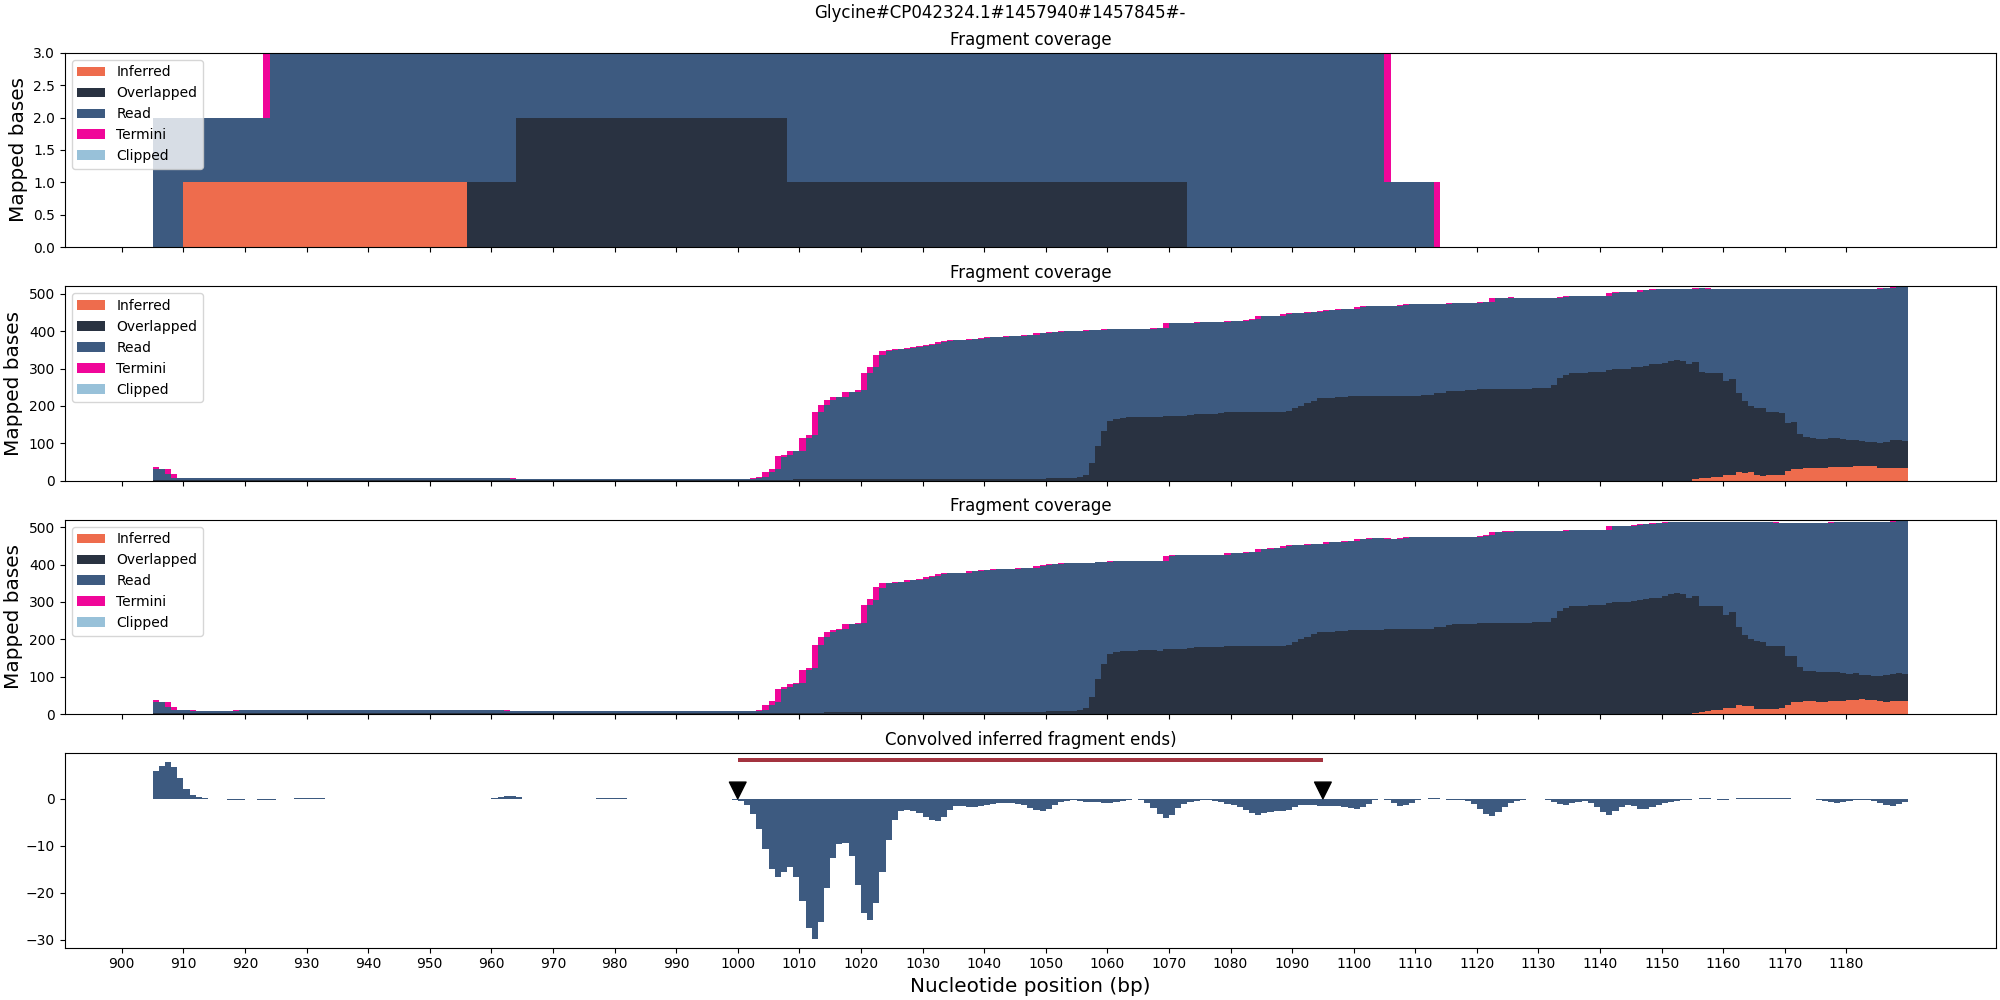 Glycine#CP042324.1#1457940#1457845#-
Fragment coverage
Mapped bases
3.0
2.5
2.0
1.5
1.0
0.5
0.0
Inferred
Overlapped
Read
Termini
Clipped
Fragment coverage
Mapped bases
500
400
300
200
100
0
Inferred
Overlapped
Read
Termini
Clipped
Fragment coverage
Mapped bases
500
400
300
200
100
0
Inferred
Overlapped
Read
Termini
Clipped
Convolved inferred fragment ends)
0
−10
−20
−30
900 910 920 930 940 950 960 970 980 990 1000 1010 1020 1030 1040 1050 1060 1070 1080 1090 1100 1110 1120 1130 1140 1150 1160 1170 1180
Nucleotide position (bp)